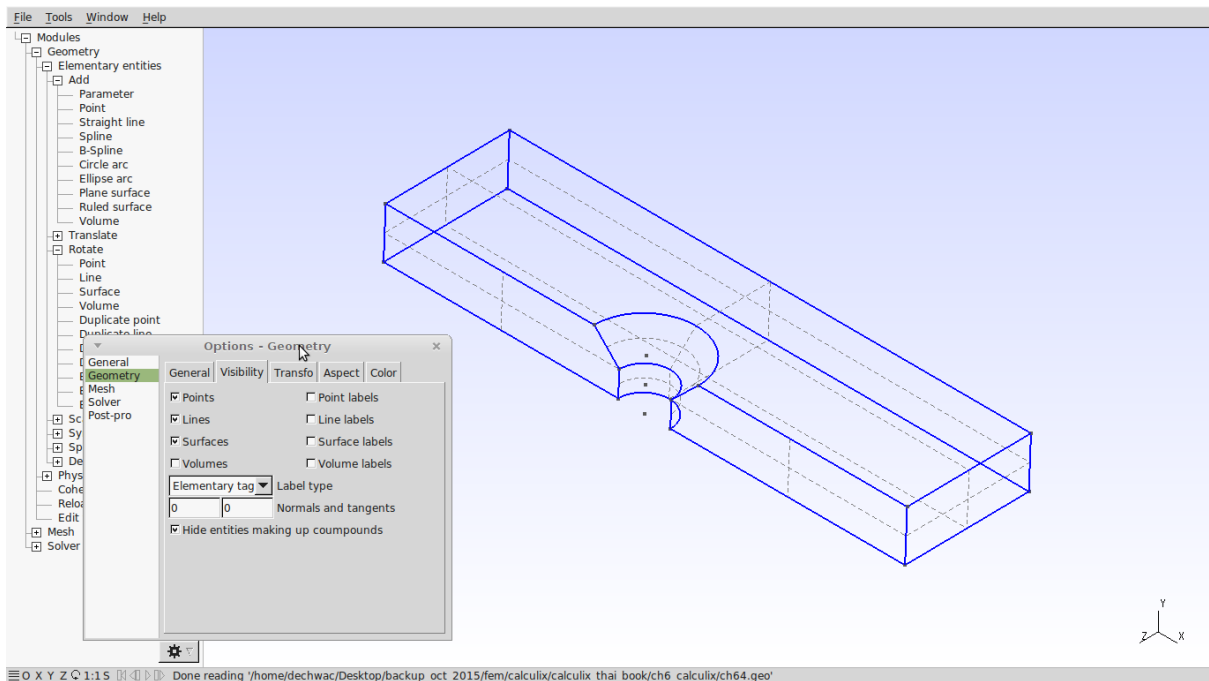 File Tools Window Help
Modules
Geometry
Elementary entities
Add
Parameter
Point
Straight line
Spline
B-Spline
Circle arc
Ellipse arc
Plane surface
Ruled surface
Volume
Translate
Rotate
Point
Line
Surface
Volume
Duplicate point
Sc
Sy
Sp
De
Phys
Cohe
Reloa
Edit
Mesh
Solver
Options - Geometry
General
Geometry
Mesh
Solver
Post-pro
General Visibility Transfo Aspect Color
Points Point labels
Lines Line labels
Surfaces Surface labels
Volumes Volume labels
Elementary tag Label type
0 0 Normals and tangents
Hide entities making up coumpounds
Y
Z X
O X Y Z 1:1 S Done reading '/home/dechwac/Desktop/backup_oct_2015/fem/calculix/calculix_thai_book/ch6_calculix/ch64.geo'